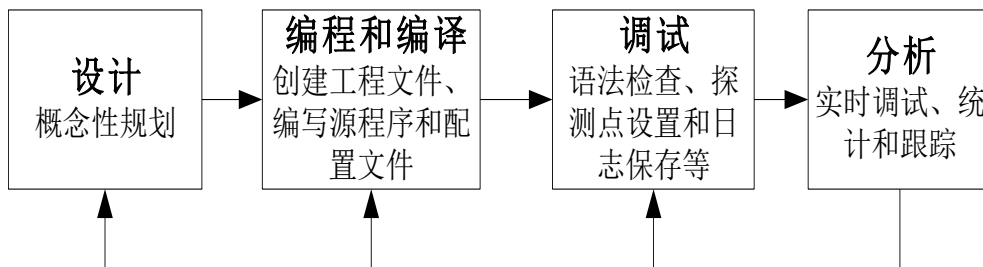 设计
概念性规划
编程和编译
创建工程文件、
编写源程序和配
置文件
调试
语法检查、探
测点设置和日
志保存等
分析
实时调试、统
计和跟踪